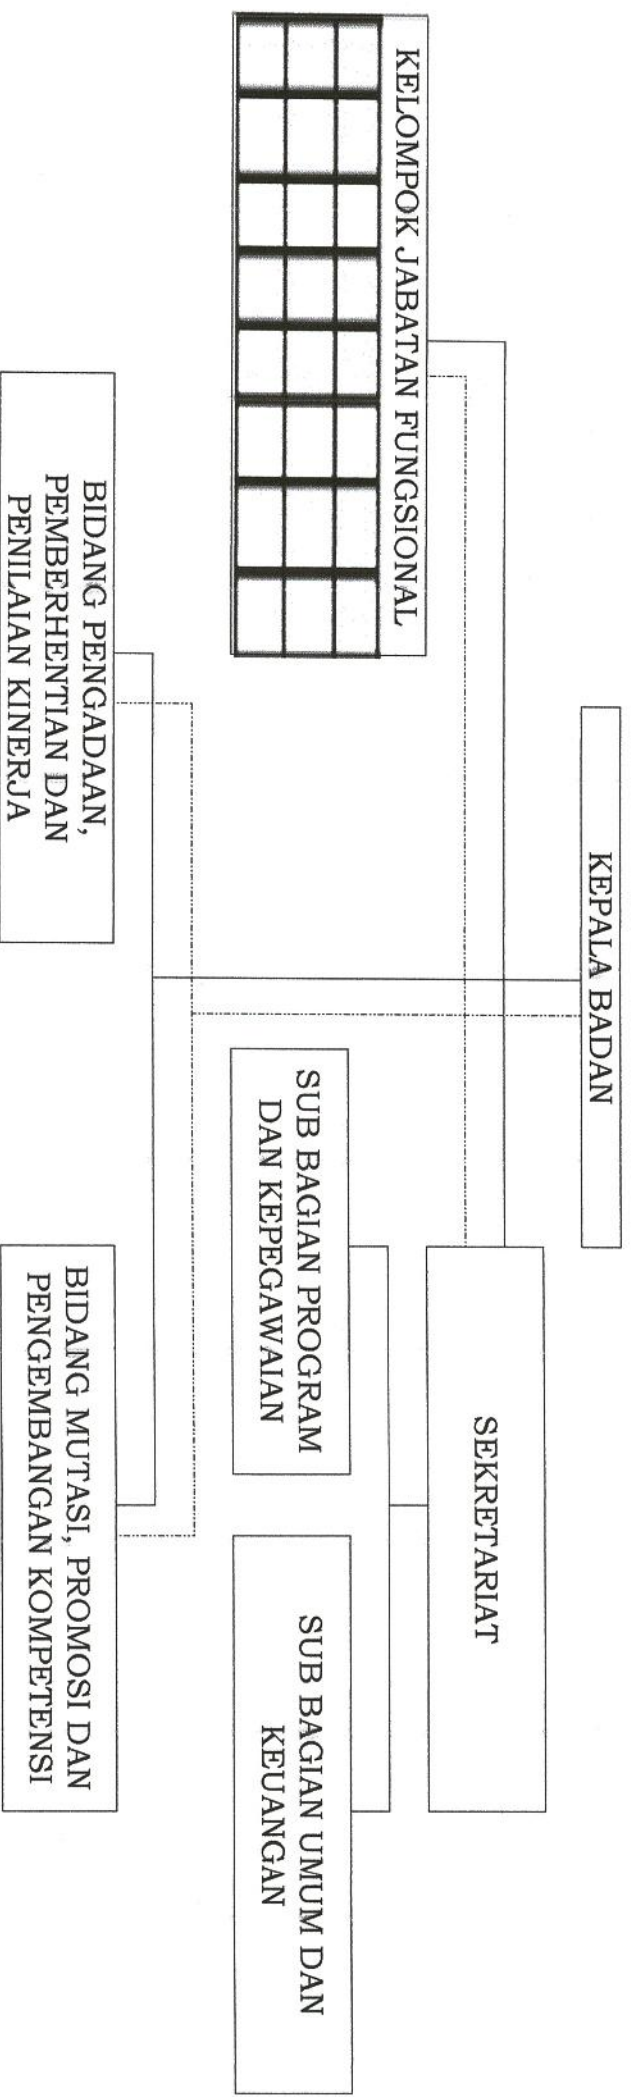 KEPALA BADAN
KELOMPOK JABATAN FUNGSIONAL
SEKRETARIAT
SUB BAGIAN PROGRAM
DAN KEPEGAWAIAN
SUB BAGIAN UMUM DAN
KEUANGAN
BIDANG PENGADAAN,
PEMBERHENTIAN DAN
PENILAIAN KINERJA
BIDANG MUTASI, PROMOSI DAN
PENGEMBANGAN KOMPETENSI